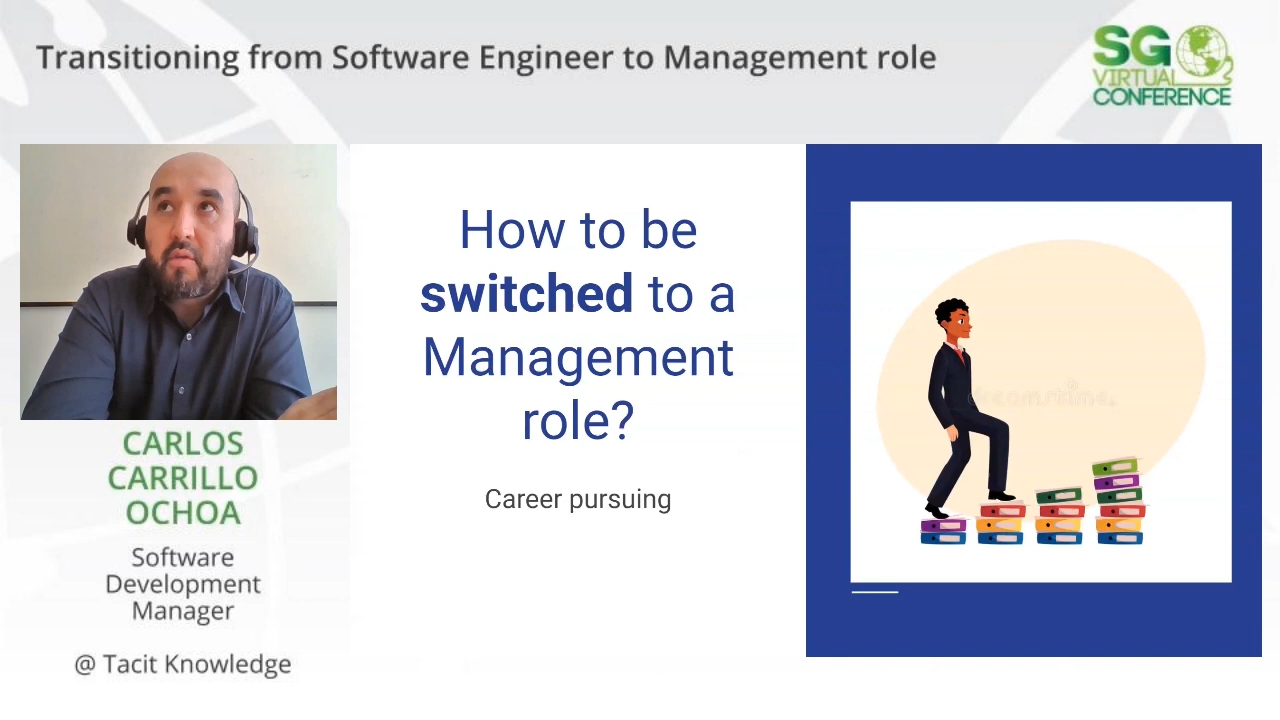 Transitioning from Software Engineer to Management role
SG
VIRTUAL
CONFERENCE
How to be
switched to a
Management
role?
Career pursuing
dreamstime.
CARLOS
CARRILLO
OCHOA
Software
Development
Manager
@ Tacit Knowledge